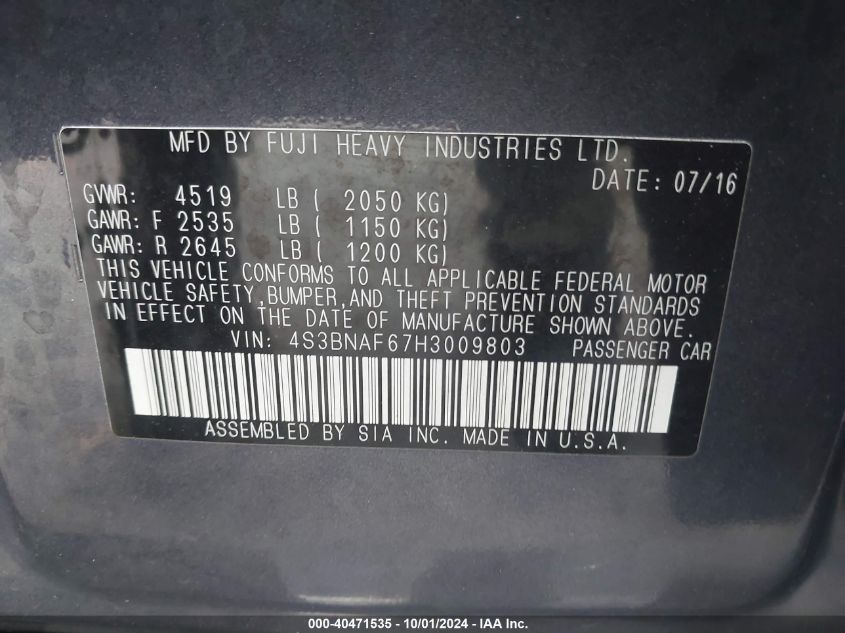 MFD BY FUJI HEAVY INDUSTRIES LTD.
DATE: 07/16
GVWR: 4519 LB ( 2050 KG)
GAWR: F 2535 LB ( 1150 KG)
GAWR: R 2645 LB ( 1200 KG)
THIS VEHICLE CONFORMS TO ALL APPLICABLE FEDERAL MOTOR
VEHICLE SAFETY,BUMPER,AND THEFT PREVENTION STANDARDS
IN EFFECT ON THE DATE OF MANUFACTURE SHOWN ABOVE.
VIN: 4S3BNAF67H3009803 PASSENGER CAR
ASSEMBLED BY SIA INC. MADE IN U.S.A.
000-40471535 - 10/01/2024 - IAA Inc.